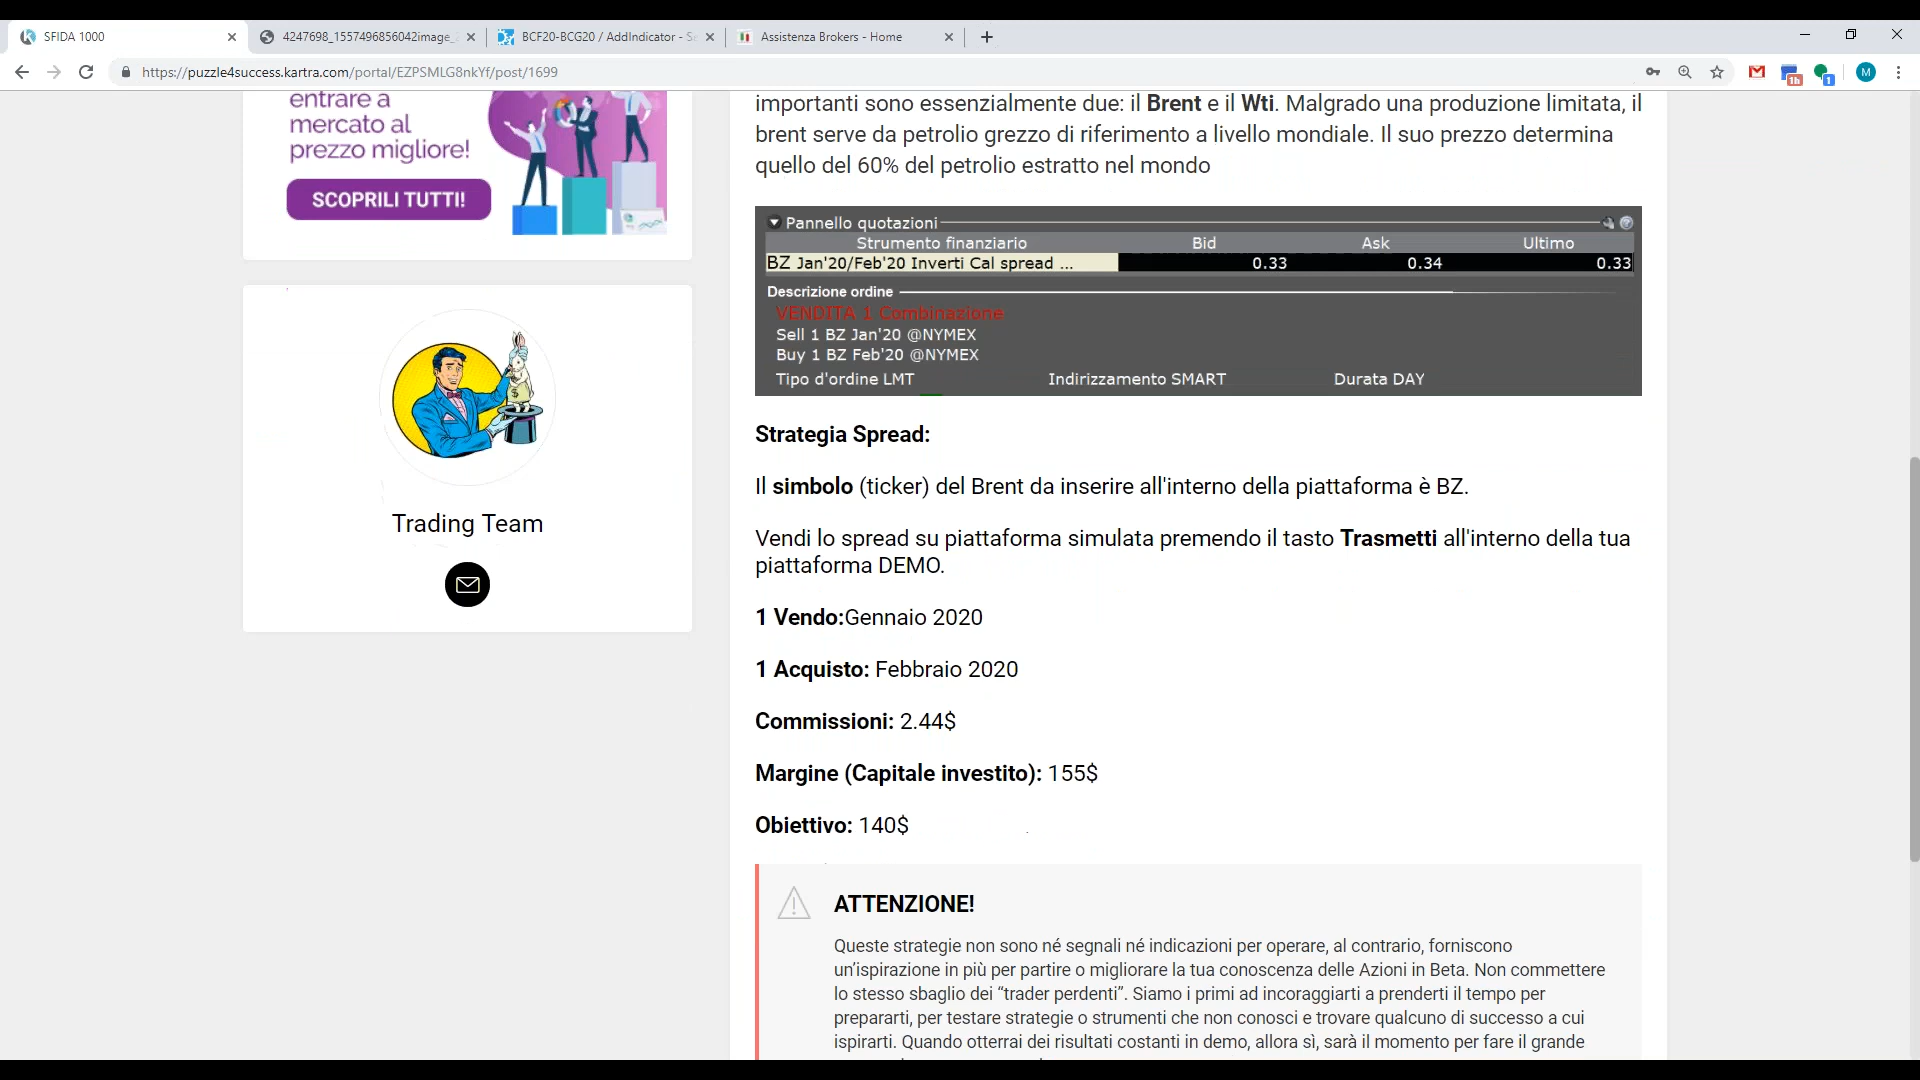 SFIDA 1000
4247698_1557496856042image_
BCF20-BCG20 / AddIndicator - Se
Assistenza Brokers - Home
https://puzzle4success.kartra.com/portal/EZPSMLG8nkYf/post/1699
1h
1
M
entrare a
mercato al
prezzo migliore!
SCOPRILI TUTTI!
Trading Team
importanti sono essenzialmente due: il Brent e il Wti. Malgrado una produzione limitata, il
brent serve da petrolio grezzo di riferimento a livello mondiale. Il suo prezzo determina
quello del 60% del petrolio estratto nel mondo
Pannello quotazioni
Strumento finanziario Bid Ask Ultimo
BZ Jan'20/Feb'20 Inverti Cal spread ... 0.33 0.34 0.33
Descrizione ordine
VENDITA 1 Combinazione
Sell 1 BZ Jan'20 @NYMEX
Buy 1 BZ Feb'20 @NYMEX
Tipo d'ordine LMT Indirizzamento SMART Durata DAY
Strategia Spread:
Il simbolo (ticker) del Brent da inserire all'interno della piattaforma è BZ.
Vendi lo spread su piattaforma simulata premendo il tasto Trasmetti all'interno della tua
piattaforma DEMO.
1 Vendo:Gennaio 2020
1 Acquisto: Febbraio 2020
Commissioni: 2.44$
Margine (Capitale investito): 155$
Obiettivo: 140$
ATTENZIONE!
Queste strategie non sono né segnali né indicazioni per operare, al contrario, forniscono
un'ispirazione in più per partire o migliorare la tua conoscenza delle Azioni in Beta. Non commettere
lo stesso sbaglio dei “trader perdenti”. Siamo i primi ad incoraggiarti a prenderti il tempo per
prepararti, per testare strategie o strumenti che non conosci e trovare qualcuno di successo a cui
ispirarti. Quando otterrai dei risultati costanti in demo, allora sì, sarà il momento per fare il grande